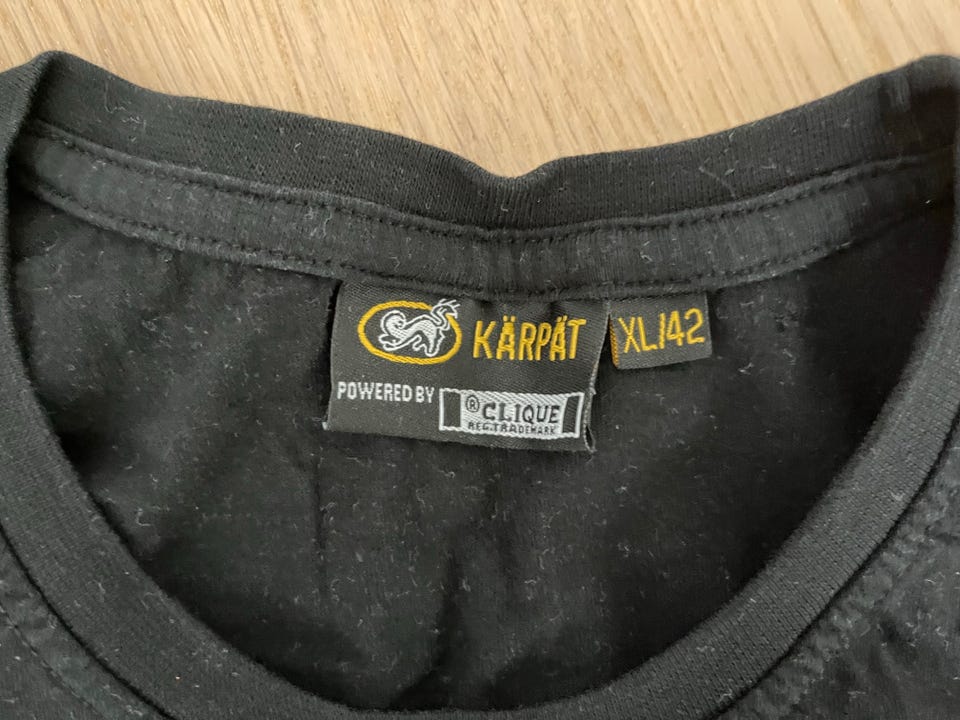 KÄRPÄT
XL/42
POWERED BY
® CLIQUE
REG.TRADEMARK